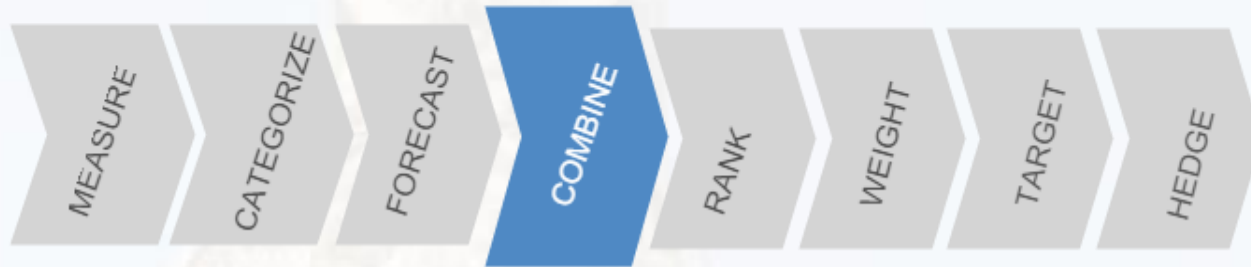 MEASURE
CATEGORIZE
FORECAST
COMBINE
RANK
WEIGHT
TARGET
HEDGE